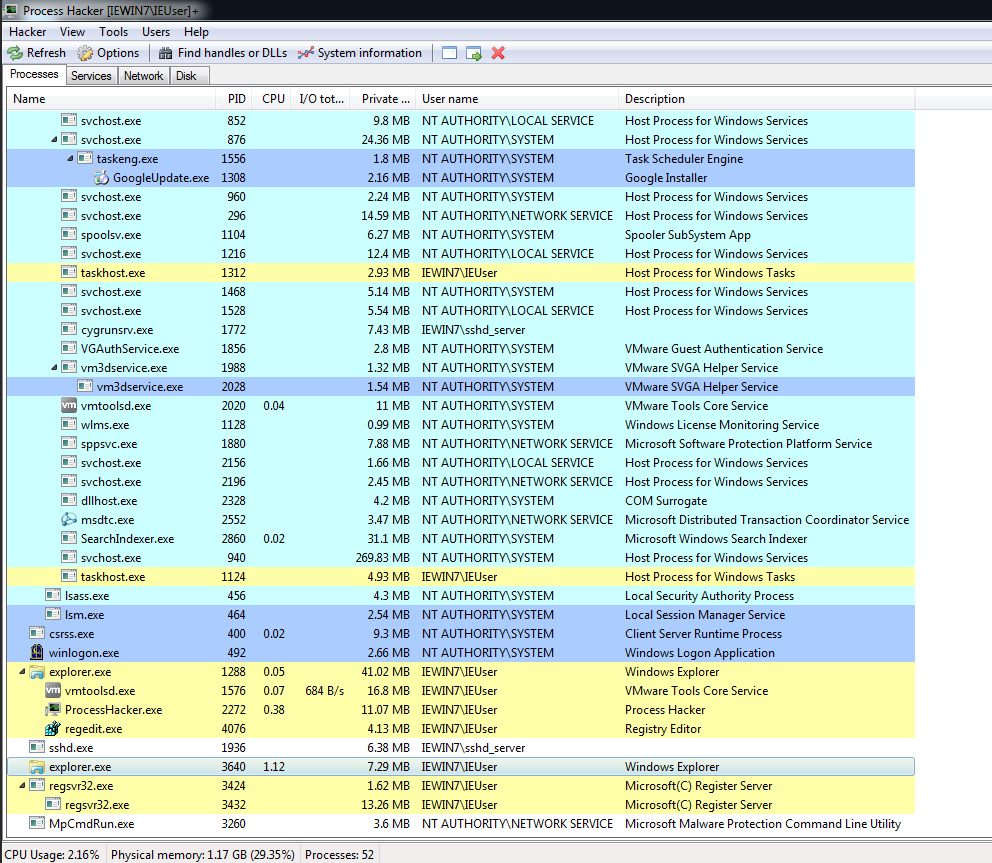 Process Hacker [IEWIN7\IEUser]+
Hacker View Tools Users Help
Refresh Options Find handles or DLLs System information
Processes Services Network Disk
Name PID CPU I/O tot... Private ... User name Description
svchost.exe 852 9.8 MB NT AUTHORITY\LOCAL SERVICE Host Process for Windows Services
svchost.exe 876 24.36 MB NT AUTHORITY\SYSTEM Host Process for Windows Services
taskeng.exe 1556 1.8 MB NT AUTHORITY\SYSTEM Task Scheduler Engine
GoogleUpdate.exe 1308 2.16 MB NT AUTHORITY\SYSTEM Google Installer
svchost.exe 960 2.24 MB NT AUTHORITY\SYSTEM Host Process for Windows Services
svchost.exe 296 14.59 MB NT AUTHORITY\NETWORK SERVICE Host Process for Windows Services
spoolsv.exe 1104 6.27 MB NT AUTHORITY\SYSTEM Spooler SubSystem App
svchost.exe 1216 12.4 MB NT AUTHORITY\LOCAL SERVICE Host Process for Windows Services
taskhost.exe 1312 2.93 MB IEWIN7\IEUser Host Process for Windows Tasks
svchost.exe 1468 5.14 MB NT AUTHORITY\SYSTEM Host Process for Windows Services
svchost.exe 1528 5.54 MB NT AUTHORITY\LOCAL SERVICE Host Process for Windows Services
cygrunsrv.exe 1772 7.43 MB IEWIN7\sshd_server
VGAuthService.exe 1856 2.8 MB NT AUTHORITY\SYSTEM VMware Guest Authentication Service
vm3dservice.exe 1988 1.32 MB NT AUTHORITY\SYSTEM VMware SVGA Helper Service
vm3dservice.exe 2028 1.54 MB NT AUTHORITY\SYSTEM VMware SVGA Helper Service
vmtoolsd.exe 2020 0.04 11 MB NT AUTHORITY\SYSTEM VMware Tools Core Service
wlms.exe 1128 0.99 MB NT AUTHORITY\SYSTEM Windows License Monitoring Service
sppsvc.exe 1880 7.88 MB NT AUTHORITY\NETWORK SERVICE Microsoft Software Protection Platform Service
svchost.exe 2156 1.66 MB NT AUTHORITY\LOCAL SERVICE Host Process for Windows Services
svchost.exe 2196 2.45 MB NT AUTHORITY\NETWORK SERVICE Host Process for Windows Services
dllhost.exe 2328 4.2 MB NT AUTHORITY\SYSTEM COM Surrogate
msdtc.exe 2552 3.47 MB NT AUTHORITY\NETWORK SERVICE Microsoft Distributed Transaction Coordinator Service
SearchIndexer.exe 2860 0.02 31.1 MB NT AUTHORITY\SYSTEM Microsoft Windows Search Indexer
svchost.exe 940 269.83 MB NT AUTHORITY\SYSTEM Host Process for Windows Services
taskhost.exe 1124 4.93 MB IEWIN7\IEUser Host Process for Windows Tasks
lsass.exe 456 4.3 MB NT AUTHORITY\SYSTEM Local Security Authority Process
lsm.exe 464 2.54 MB NT AUTHORITY\SYSTEM Local Session Manager Service
csrss.exe 400 0.02 9.3 MB NT AUTHORITY\SYSTEM Client Server Runtime Process
winlogon.exe 492 2.66 MB NT AUTHORITY\SYSTEM Windows Logon Application
explorer.exe 1288 0.05 41.02 MB IEWIN7\IEUser Windows Explorer
vm vmtoolsd.exe 1576 0.07 684 B/s 16.8 MB IEWIN7\IEUser VMware Tools Core Service
ProcessHacker.exe 2272 0.38 11.07 MB IEWIN7\IEUser Process Hacker
regedit.exe 4076 4.13 MB IEWIN7\IEUser Registry Editor
sshd.exe 1936 6.38 MB IEWIN7\sshd_server
explorer.exe 3640 1.12 7.29 MB IEWIN7\IEUser Windows Explorer
regsvr32.exe 3424 1.62 MB IEWIN7\IEUser Microsoft(C) Register Server
regsvr32.exe 3432 13.26 MB IEWIN7\IEUser Microsoft(C) Register Server
MpCmdRun.exe 3260 3.6 MB NT AUTHORITY\NETWORK SERVICE Microsoft Malware Protection Command Line Utility
CPU Usage: 2.16% Physical memory: 1.17 GB (29.35%) Processes: 52